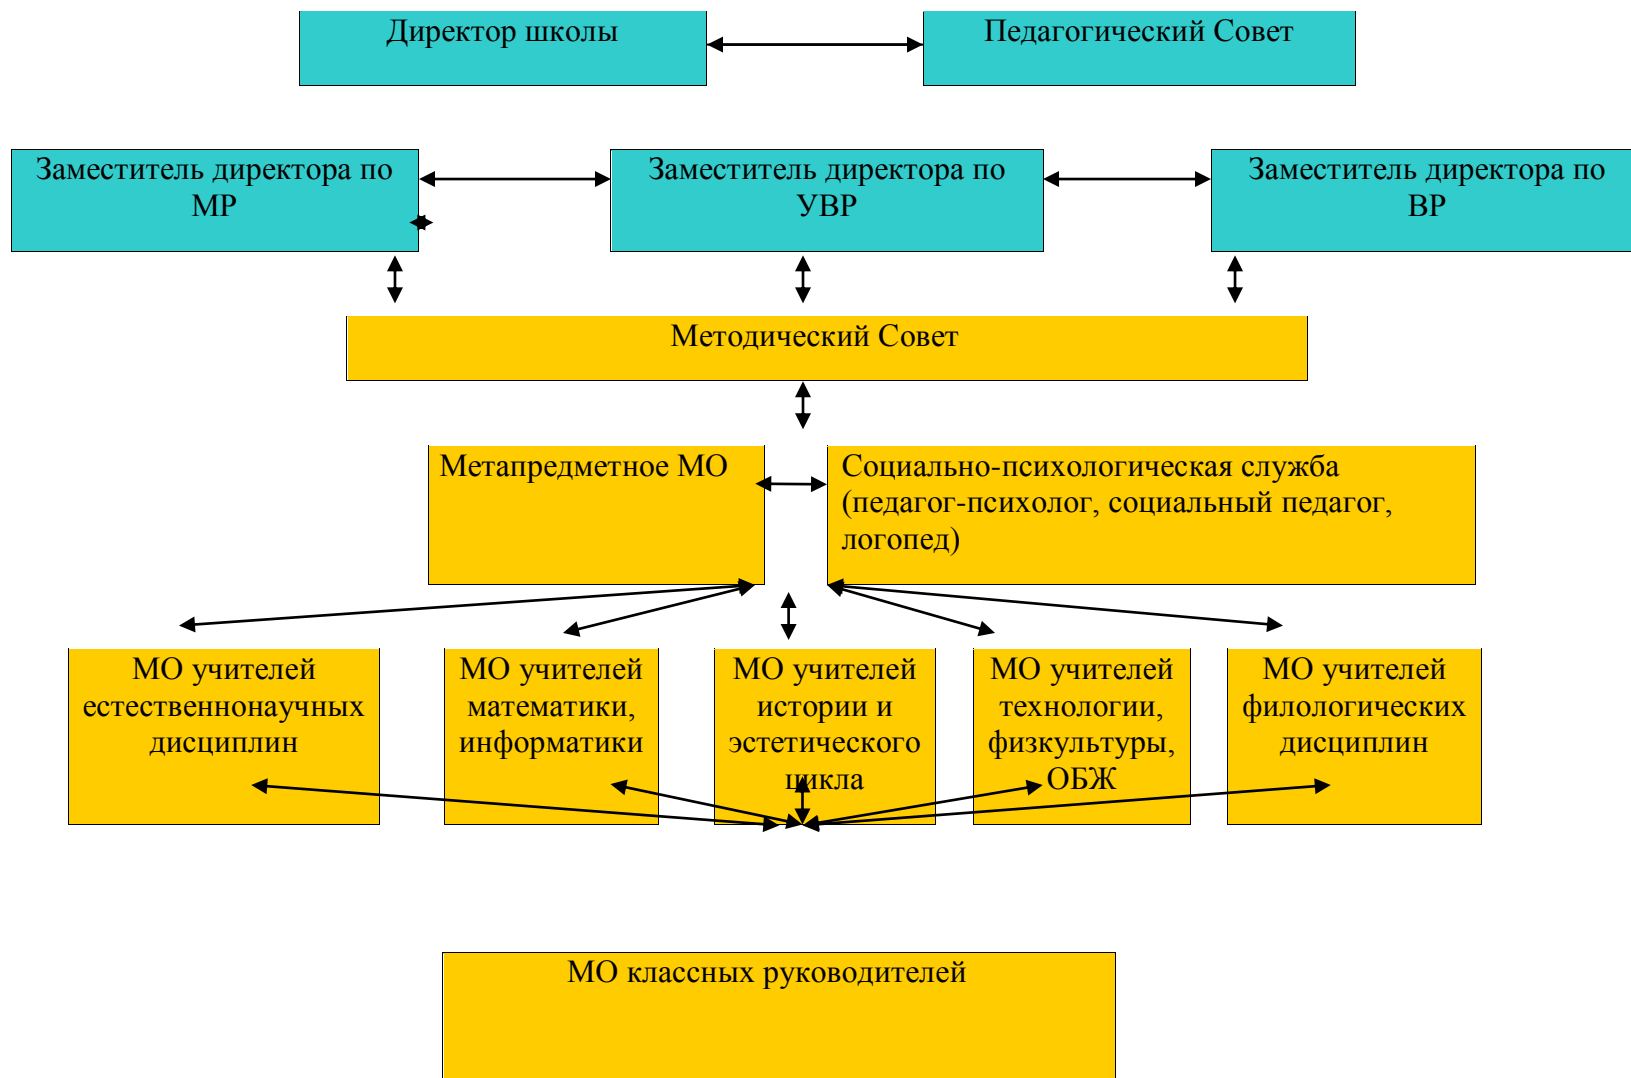 Директор школы
Педагогический Совет
Заместитель директора по
МР
Заместитель директора по
УВР
Заместитель директора по
ВР
Методический Совет
Метапредметное МО
Социально-психологическая служба
(педагог-психолог, социальный педагог,
логопед)
МО учителей
естественнонаучных
дисциплин
МО учителей
математики,
информатики
МО учителей
истории и
эстетического
цикла
МО учителей
технологии,
физкультуры,
ОБЖ
МО учителей
филологических
дисциплин
МО классных руководителей